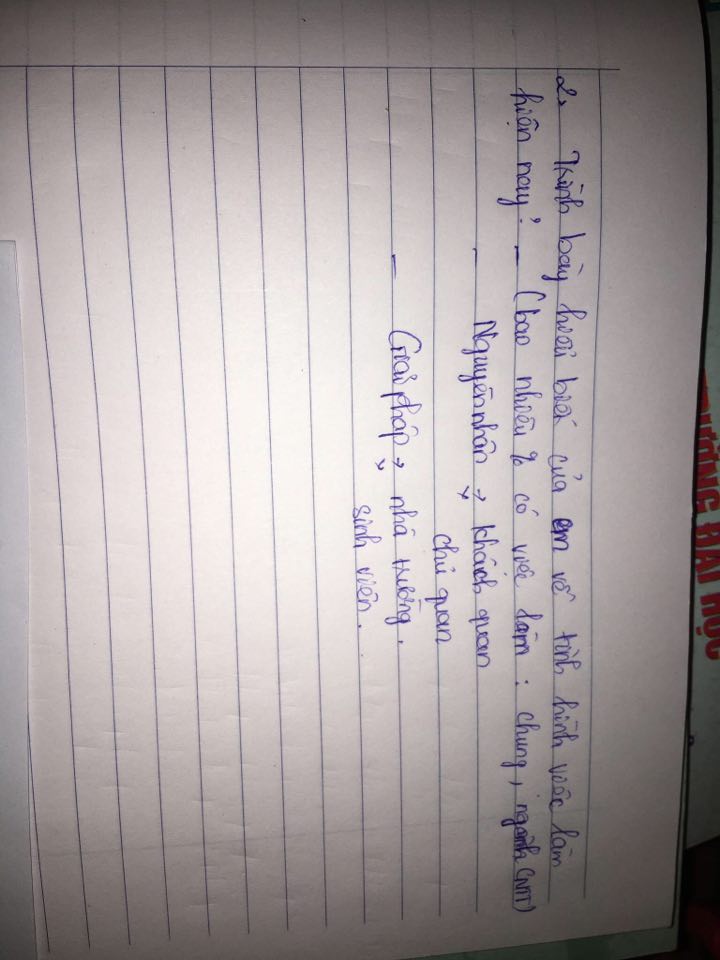 TRƯỜNG ĐẠI HỌC
2. Trình bày hiểu biết của em về tình hình việc làm
hiện nay? - (bao nhiêu % có việc làm : chung, ngành CNTT)
- Nguyên nhân → khách quan
chủ quan
- Giải pháp → nhà trường.
sinh viên.